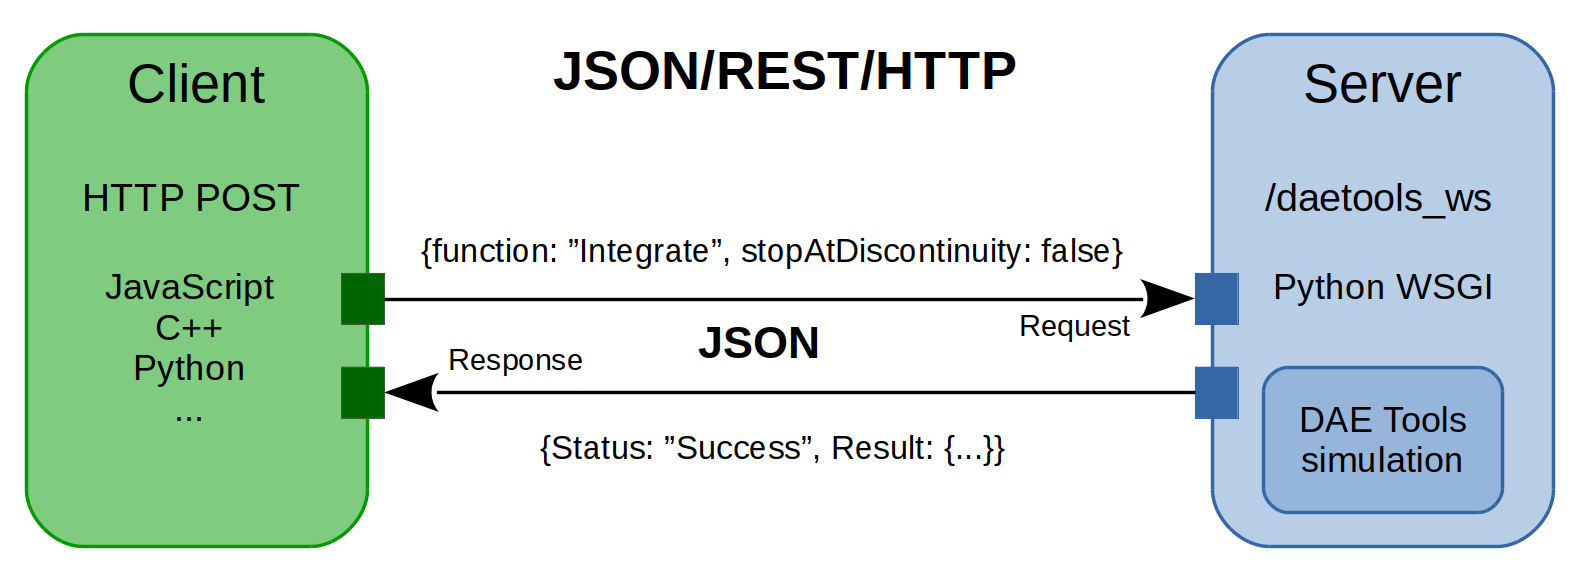 Client
HTTP POST
JavaScript
C++
Python
...
JSON/REST/HTTP
{function: ”Integrate”, stopAtDiscontinuity: false}
Request
JSON
Response
{Status: ”Success”, Result: {...}}
Server
/daetools_ws
Python WSGI
DAE Tools
simulation